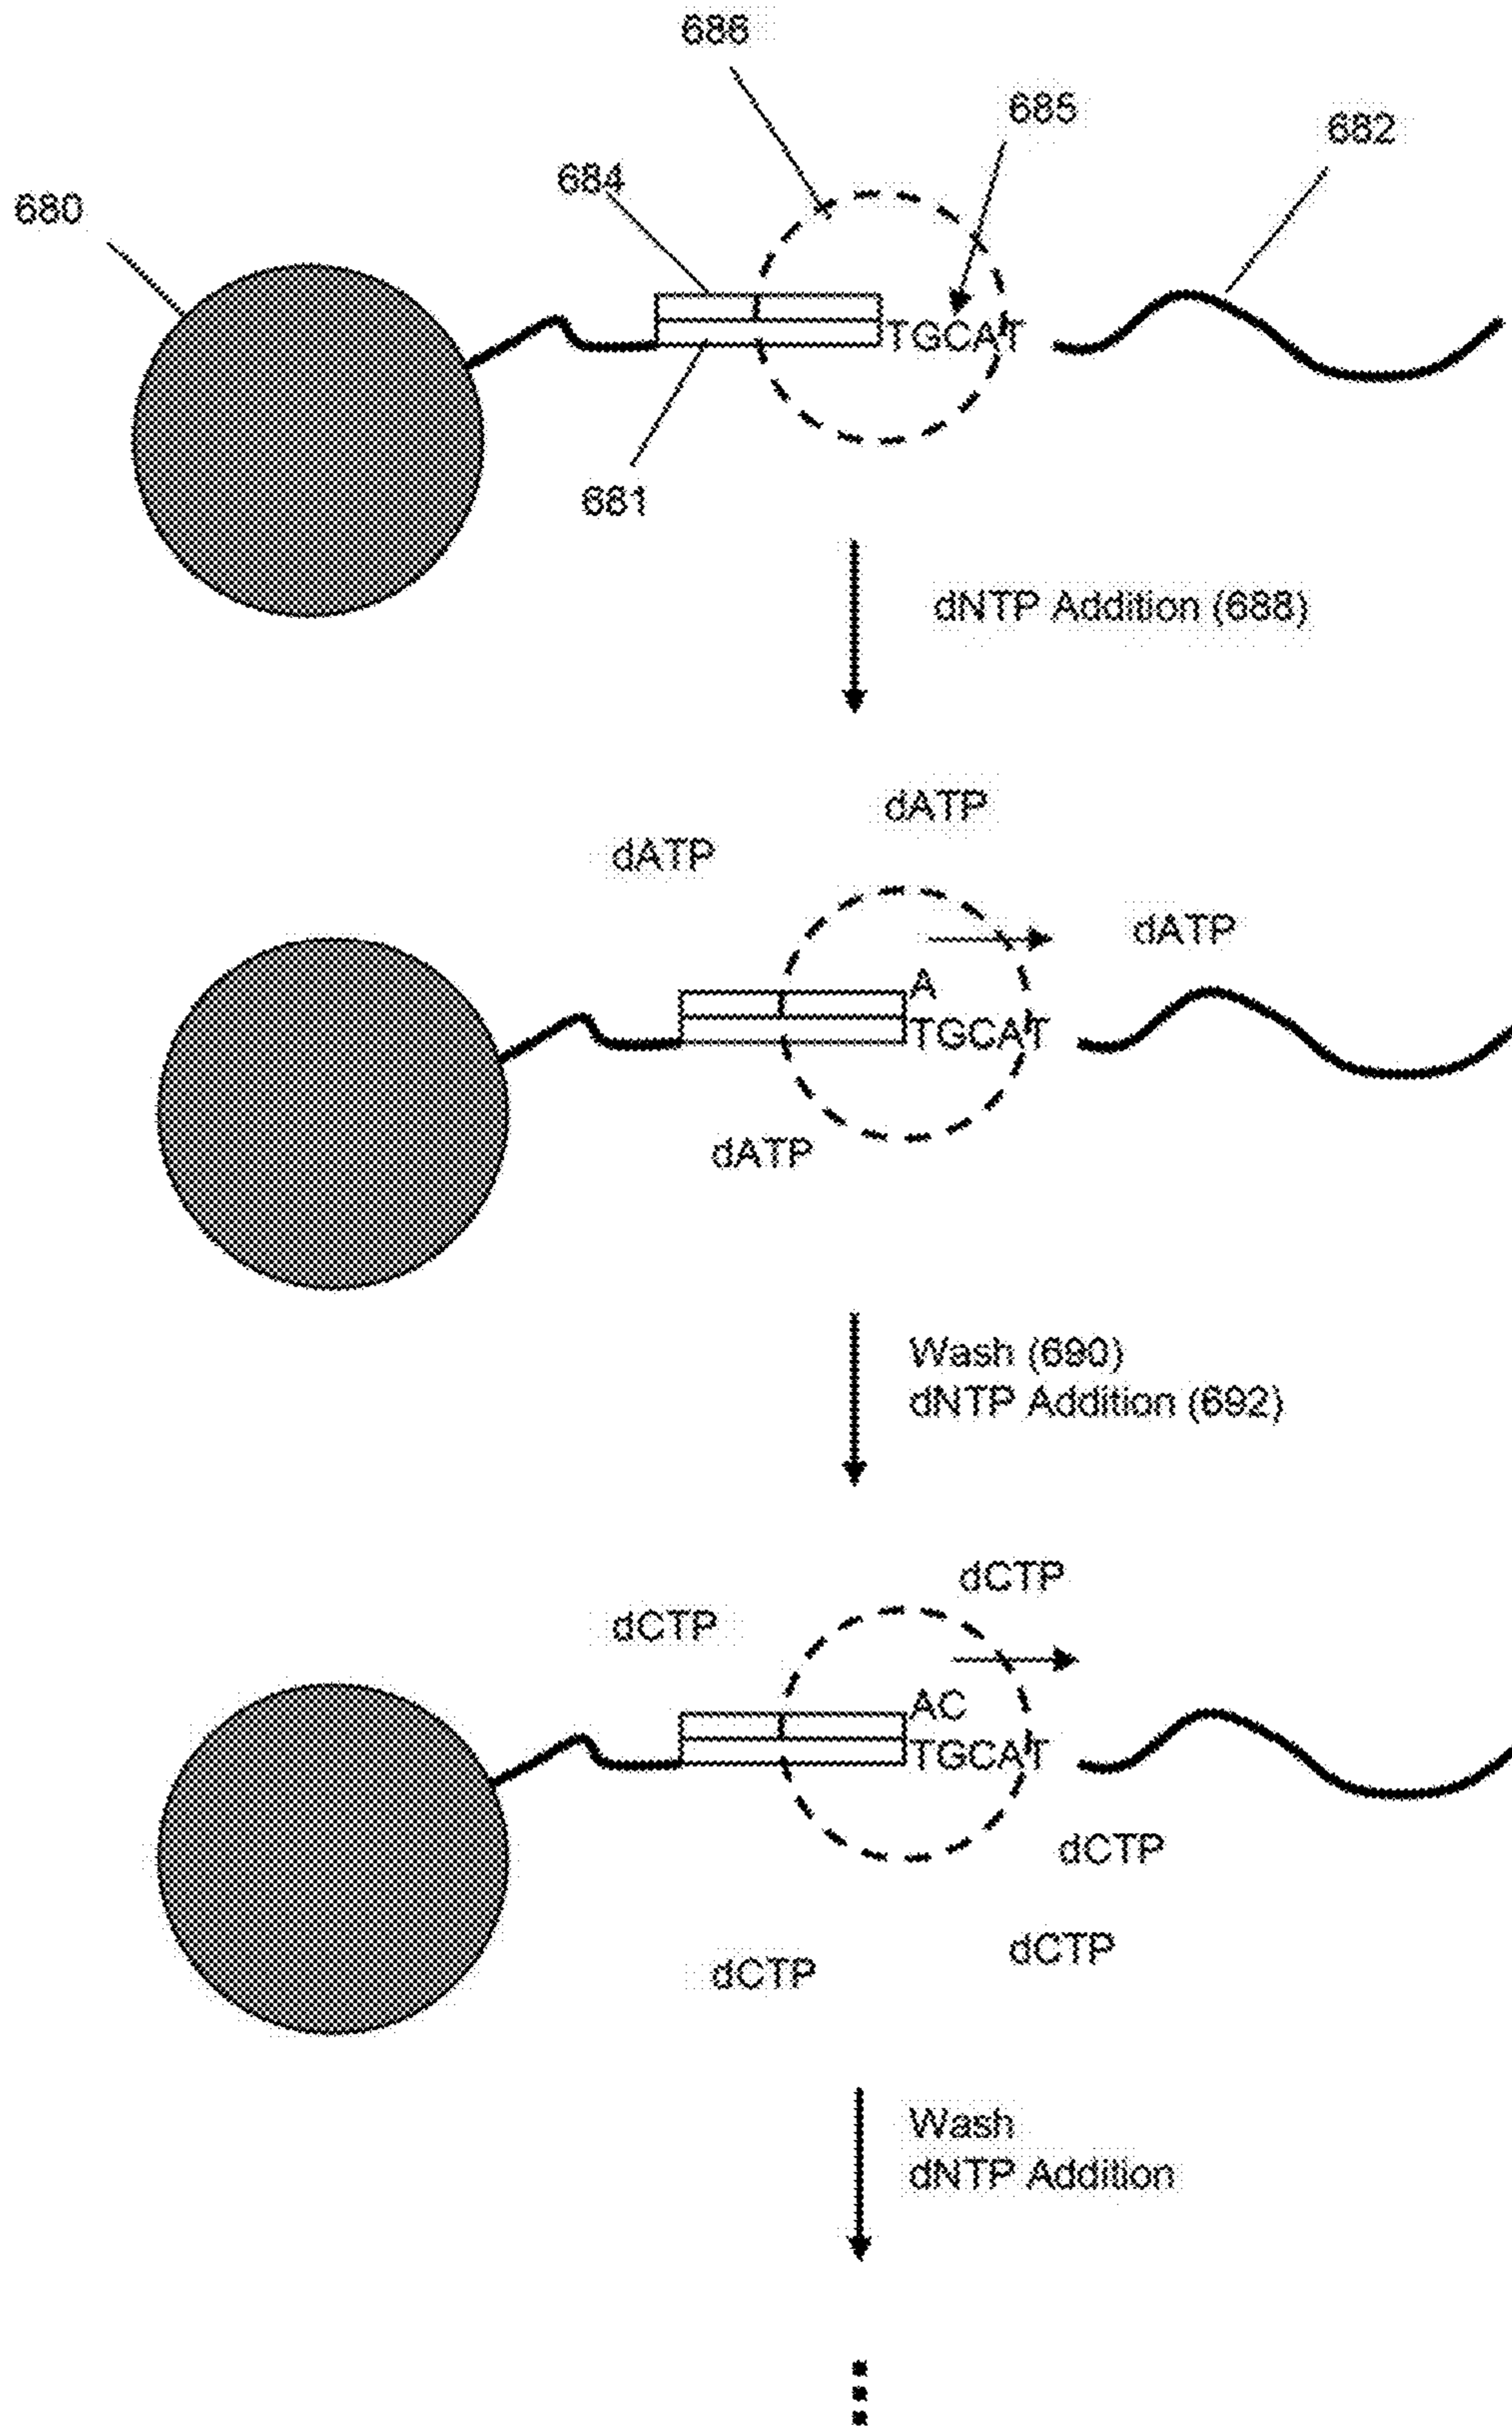 686
685
682
684
680
TGCAT
681
dNTP Addition (688)
dATP
dATP
dATP
A
TGCAT
dATP
Wash (690)
dNTP Addition (692)
dCTP
dCTP
AC
TGCAT
dCTP
dCTP
dCTP
Wash
dNTP Addition